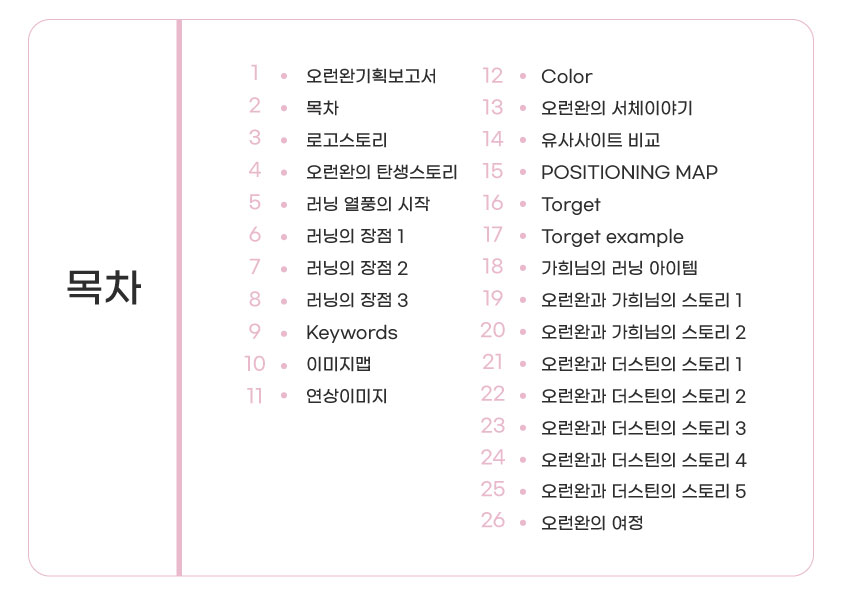 목차
1 • 오런완기획보고서
2 • 목차
3 • 로고스토리
4 • 오런완의 탄생스토리
5 • 러닝 열풍의 시작
6 • 러닝의 장점 1
7 • 러닝의 장점 2
8 • 러닝의 장점 3
9 • Keywords
10 • 이미지맵
11 • 연상이미지
12 • Color
13 • 오런완의 서체이야기
14 • 유사사이트 비교
15 • POSITIONING MAP
16 • Torget
17 • Torget example
18 • 가희님의 러닝 아이템
19 • 오런완과 가희님의 스토리 1
20 • 오런완과 가희님의 스토리 2
21 • 오런완과 더스틴의 스토리 1
22 • 오런완과 더스틴의 스토리 2
23 • 오런완과 더스틴의 스토리 3
24 • 오런완과 더스틴의 스토리 4
25 • 오런완과 더스틴의 스토리 5
26 • 오런완의 여정